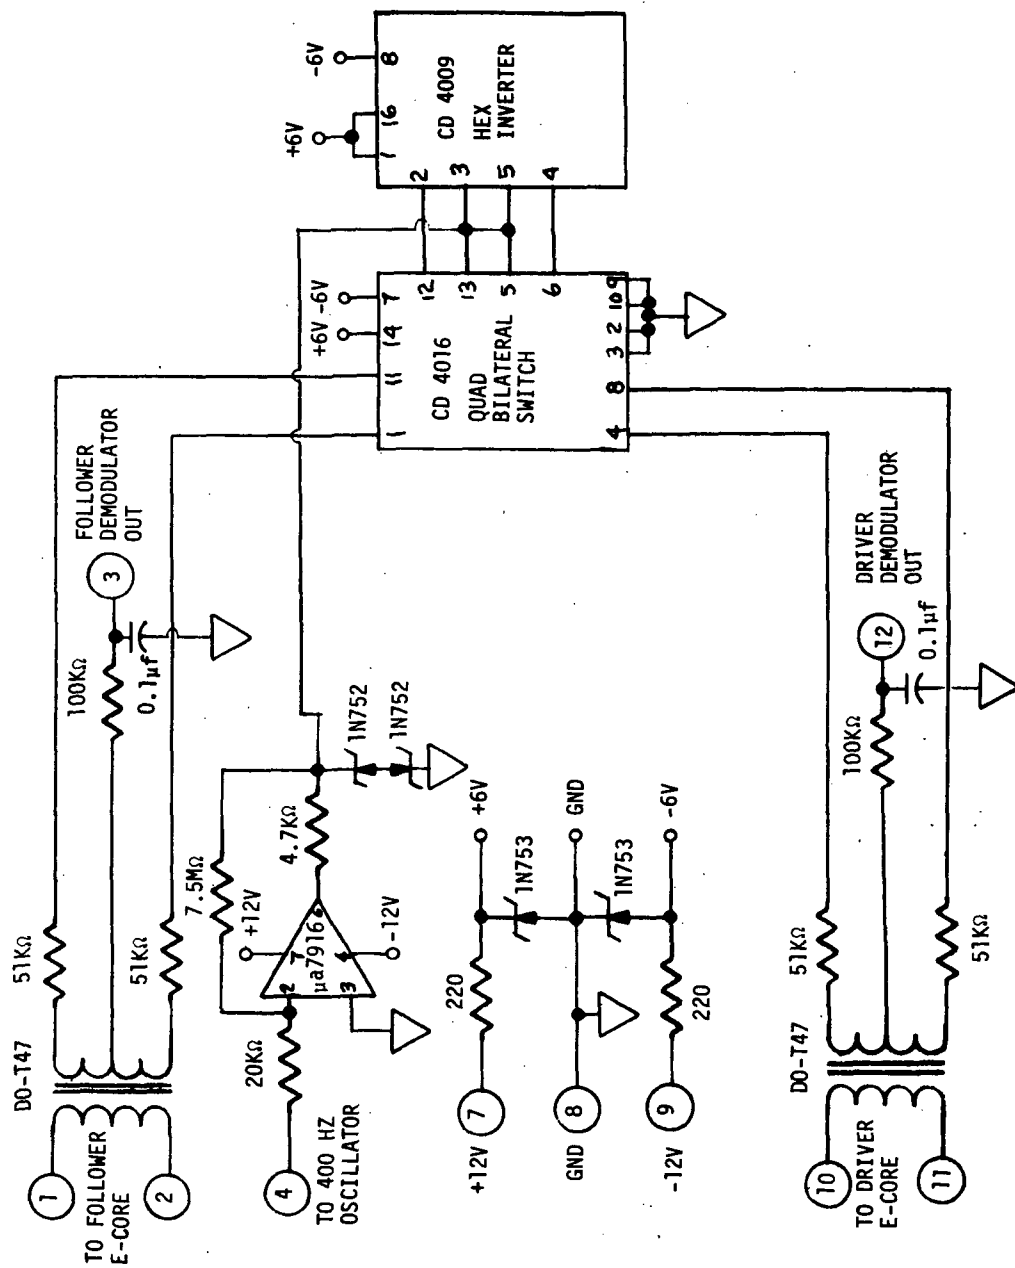 1
2
TO FOLLOWER
E-CORE
DO-T47
51KΩ
51KΩ
100KΩ
0.1µf
3
FOLLOWER
DEMODULATOR
OUT
4
TO 400 HZ
OSCILLATOR
20KΩ
7.5MΩ
+12V
-12V
2
3
7
4
6
µa791
4.7KΩ
1N752
1N752
+12V
7
220
+6V
1N753
GND
8
GND
1N753
-12V
9
220
-6V
CD 4016
QUAD
BILATERAL
SWITCH
1
11
14
7
+6V
-6V
12
13
5
6
4
8
3
2
10
9
CD 4009
HEX
INVERTER
+6V
-6V
1
16
8
2
3
5
4
10
11
TO DRIVER
E-CORE
DO-T47
51KΩ
51KΩ
100KΩ
0.1µf
12
DRIVER
DEMODULATOR
OUT